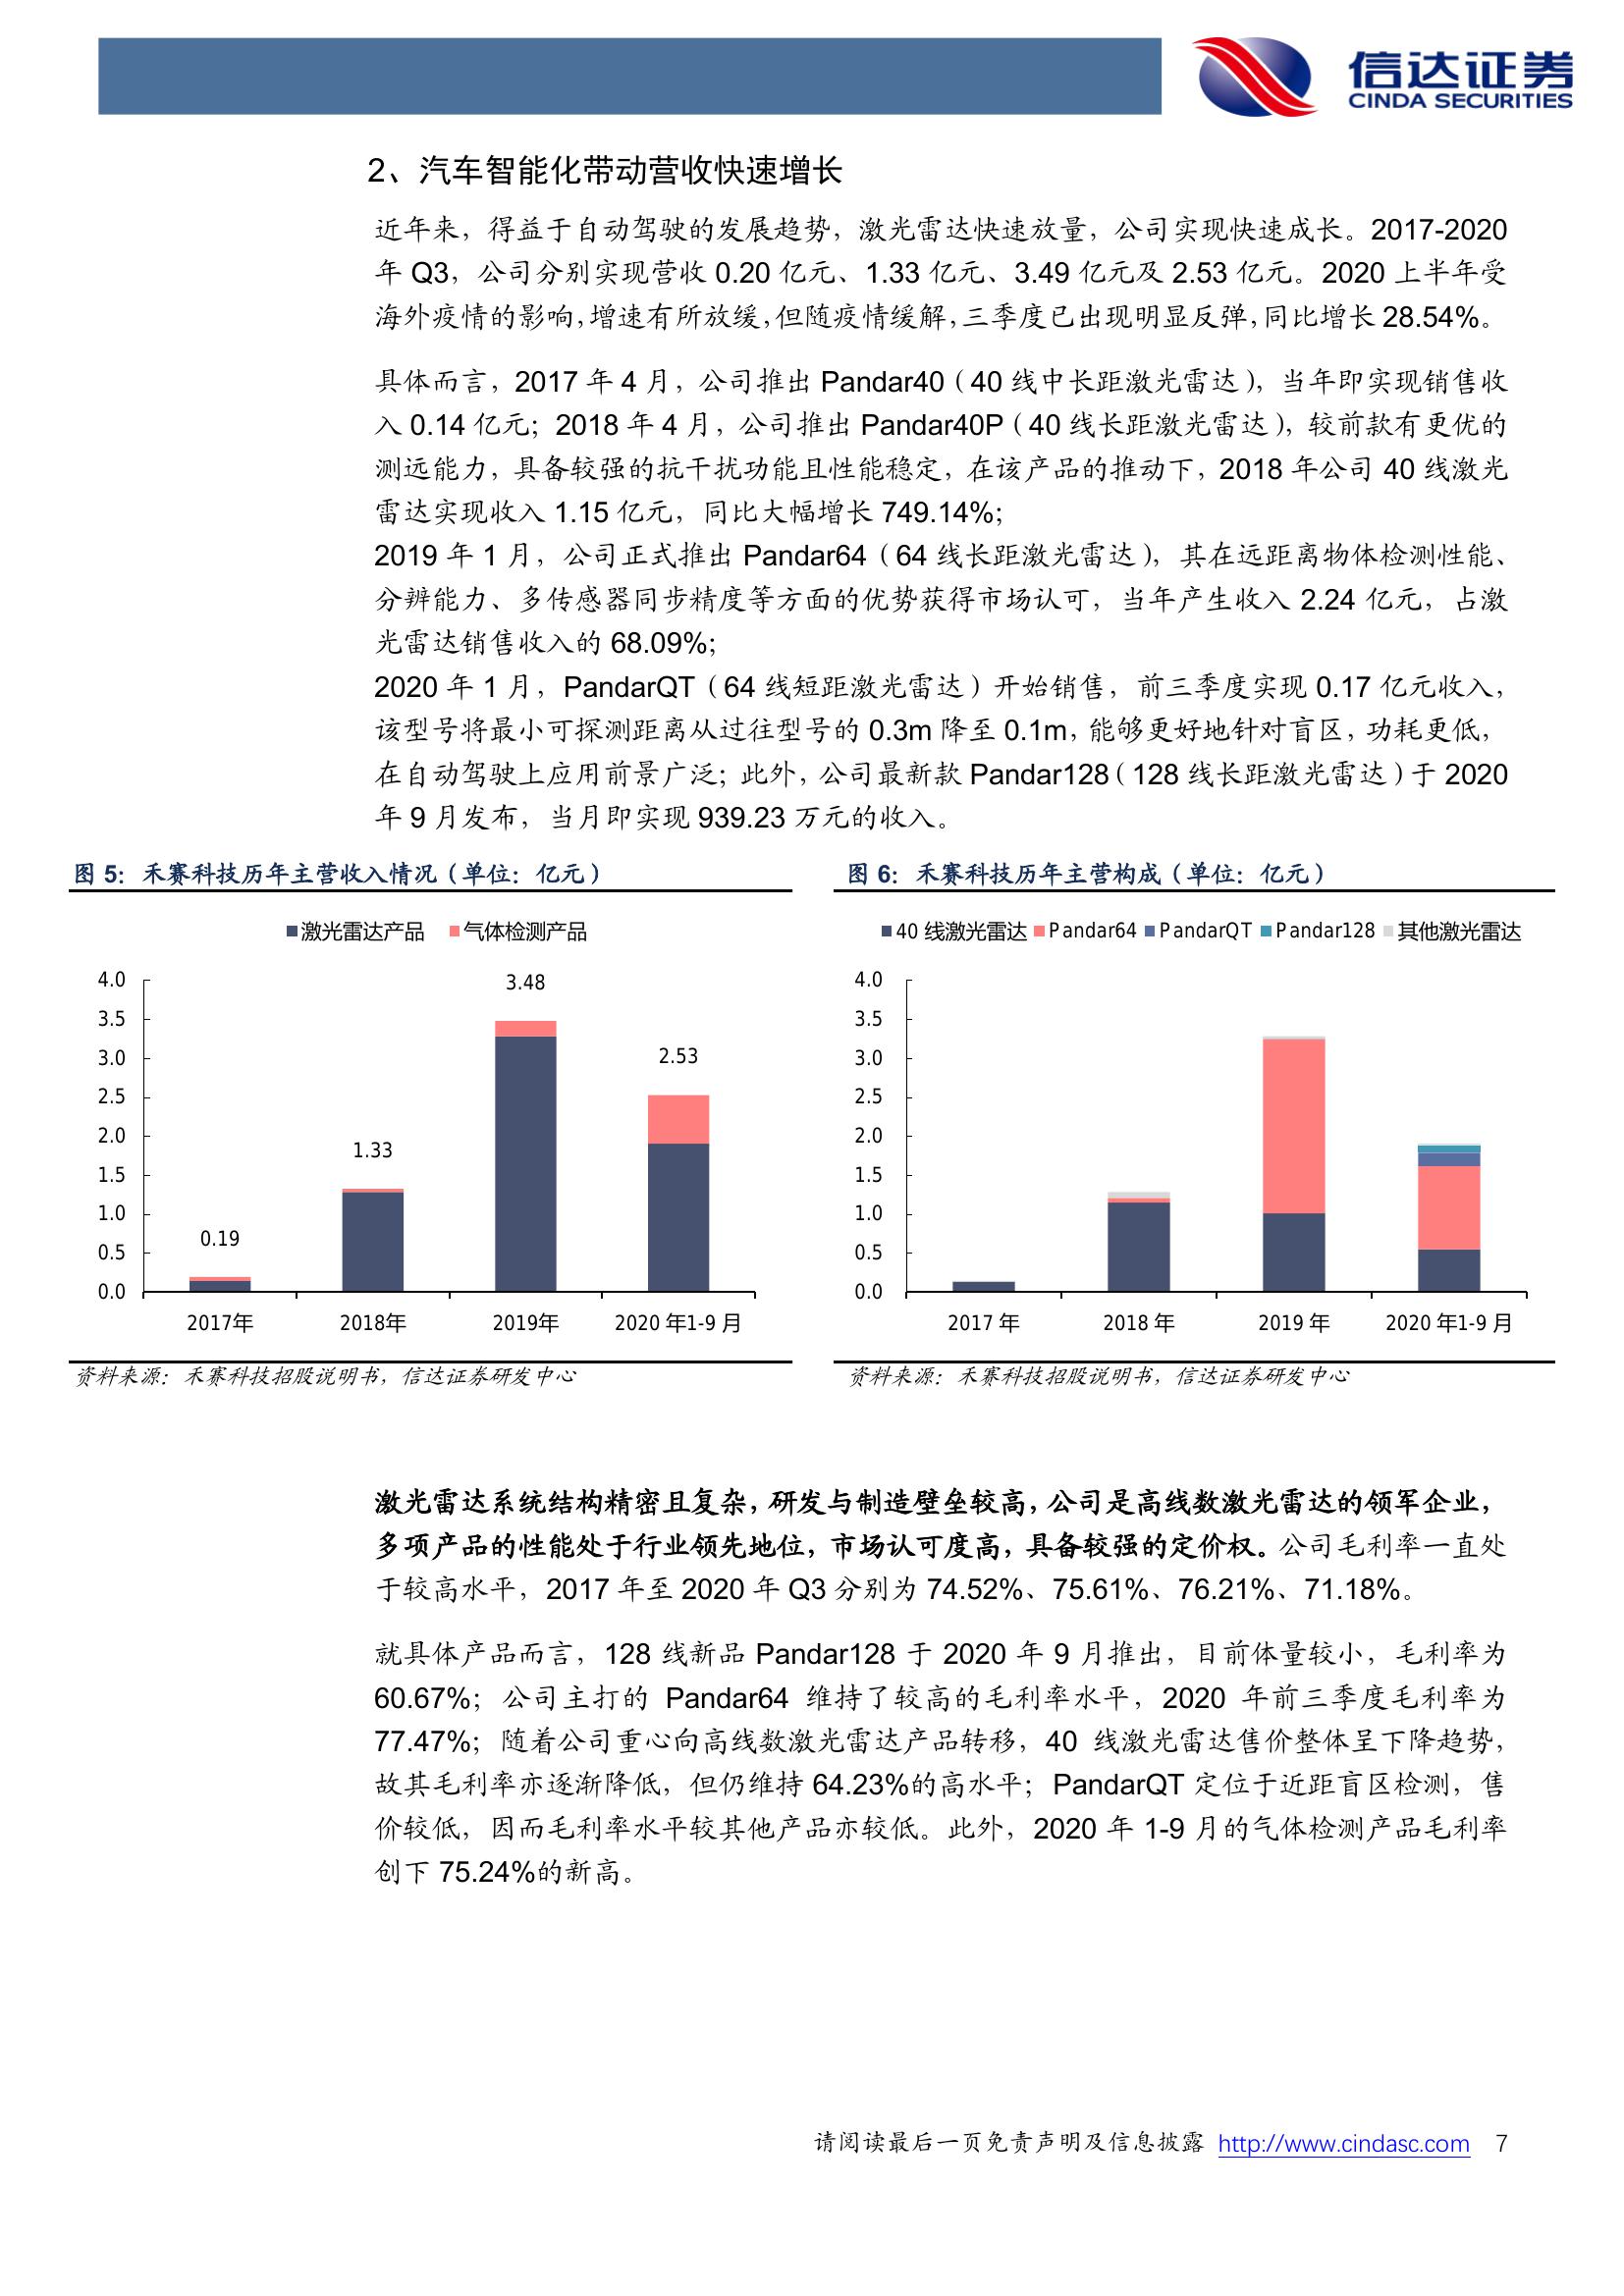 信达证券
CINDA SECURITIES
2、汽车智能化带动营收快速增长
近年来，得益于自动驾驶的发展趋势，激光雷达快速放量，公司实现快速成长。2017-2020
年 Q3，公司分别实现营收 0.20 亿元、1.33 亿元、3.49 亿元及 2.53 亿元。2020 上半年受
海外疫情的影响，增速有所放缓，但随疫情缓解，三季度已出现明显反弹，同比增长 28.54%。
具体而言，2017 年 4 月，公司推出 Pandar40（40 线中长距激光雷达），当年即实现销售收
入 0.14 亿元；2018 年 4 月，公司推出 Pandar40P（40 线长距激光雷达），较前款有更优的
测远能力，具备较强的抗干扰功能且性能稳定，在该产品的推动下，2018 年公司 40 线激光
雷达实现收入 1.15 亿元，同比大幅增长 749.14%；
2019 年 1 月，公司正式推出 Pandar64（64 线长距激光雷达），其在远距离物体检测性能、
分辨能力、多传感器同步精度等方面的优势获得市场认可，当年产生收入 2.24 亿元，占激
光雷达销售收入的 68.09%；
2020 年 1 月，PandarQT（64 线短距激光雷达）开始销售，前三季度实现 0.17 亿元收入，
该型号将最小可探测距离从过往型号的 0.3m 降至 0.1m，能够更好地针对盲区，功耗更低，
在自动驾驶上应用前景广泛；此外，公司最新款 Pandar128（128 线长距激光雷达）于 2020
年 9 月发布，当月即实现 939.23 万元的收入。
图 5：禾赛科技历年主营收入情况（单位：亿元）
激光雷达产品 气体检测产品
4.0
3.5
3.0
2.5
2.0
1.5
1.0
0.5
0.0
0.19
1.33
3.48
2.53
2017年 2018年 2019年 2020 年1-9 月
资料来源：禾赛科技招股说明书，信达证券研发中心
图 6：禾赛科技历年主营构成（单位：亿元）
40 线激光雷达 Pandar64 PandarQT Pandar128 其他激光雷达
4.0
3.5
3.0
2.5
2.0
1.5
1.0
0.5
0.0
2017 年 2018 年 2019 年 2020 年1-9 月
资料来源：禾赛科技招股说明书，信达证券研发中心
激光雷达系统结构精密且复杂，研发与制造壁垒较高，公司是高线数激光雷达的领军企业，
多项产品的性能处于行业领先地位，市场认可度高，具备较强的定价权。公司毛利率一直处
于较高水平，2017 年至 2020 年 Q3 分别为 74.52%、75.61%、76.21%、71.18%。
就具体产品而言，128 线新品 Pandar128 于 2020 年 9 月推出，目前体量较小，毛利率为
60.67%；公司主打的 Pandar64 维持了较高的毛利率水平，2020 年前三季度毛利率为
77.47%；随着公司重心向高线数激光雷达产品转移，40 线激光雷达售价整体呈下降趋势，
故其毛利率亦逐渐降低，但仍维持 64.23%的高水平；PandarQT 定位于近距盲区检测，售
价较低，因而毛利率水平较其他产品亦较低。此外，2020 年 1-9 月的气体检测产品毛利率
创下 75.24%的新高。
请阅读最后一页免责声明及信息披露 http://www.cindasc.com 7